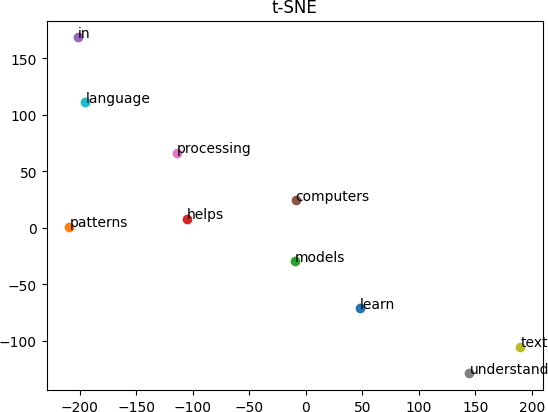 t-SNE
in
150
language
100
processing
50
computers
helps
patterns
0
models
−50
learn
−100
text
understand
−200 −150 −100 −50 0 50 100 150 200